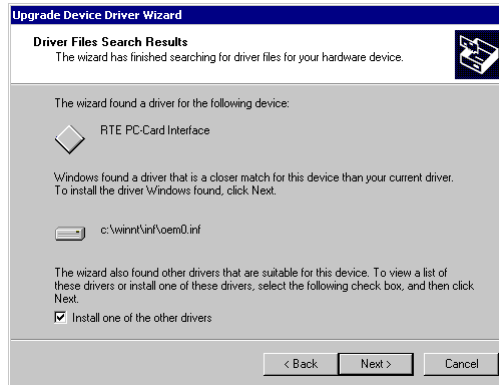 Upgrade Device Driver Wizard
Driver Files Search Results
The wizard has finished searching for driver files for your hardware device.
The wizard found a driver for the following device:
RTE PC-Card Interface
Windows found a driver that is a closer match for this device than your current driver.
To install the driver Windows found, click Next.
c:\winnt\inf\oem0.inf
The wizard also found other drivers that are suitable for this device. To view a list of
these drivers or install one of these drivers, select the following check box, and then click
Next.
Install one of the other drivers
< Back Next > Cancel